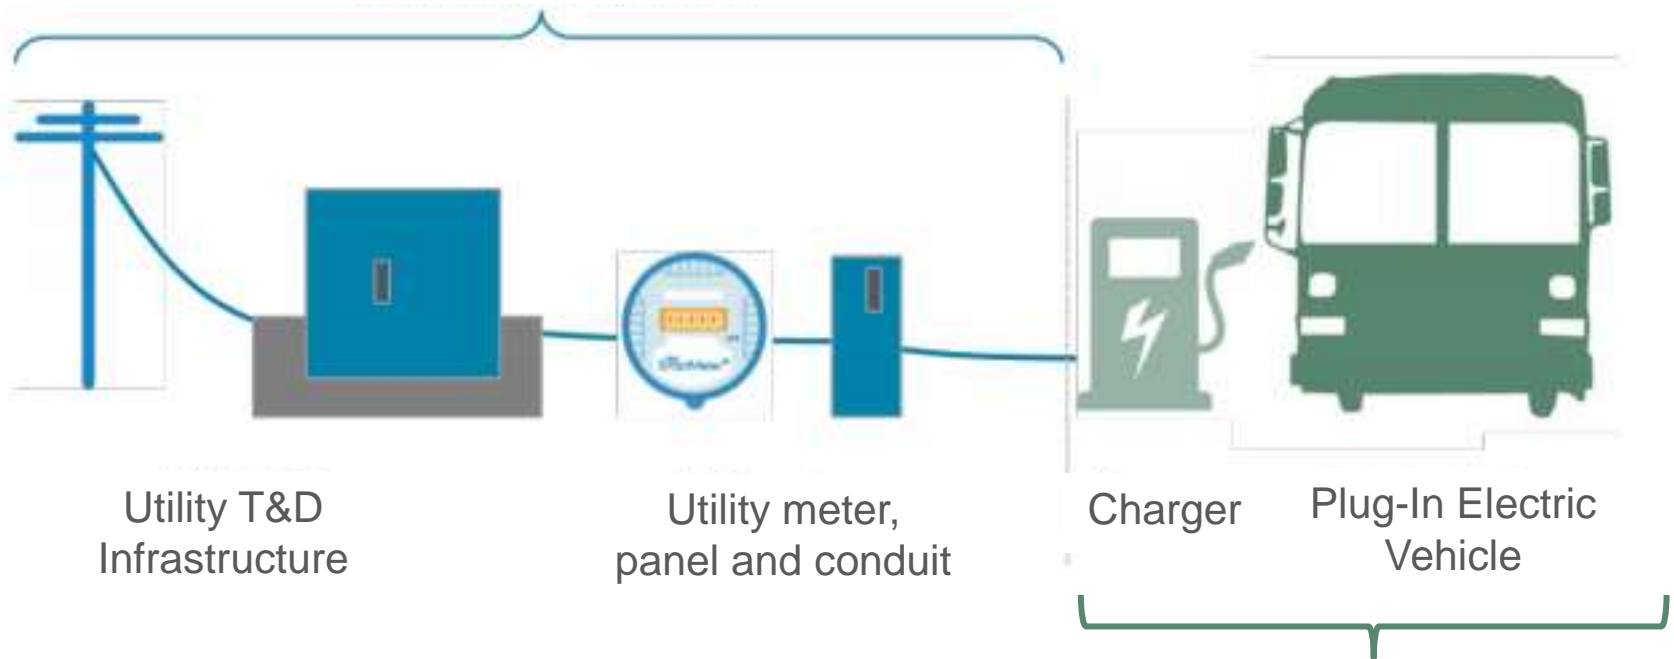 Utility T&D
Infrastructure
Utility meter,
panel and conduit
Charger
Plug-In Electric
Vehicle